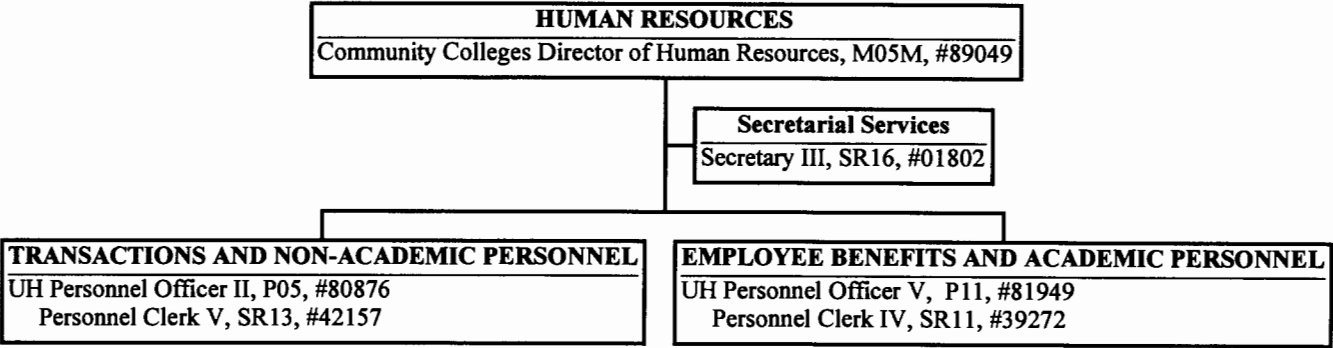 HUMAN RESOURCES
Community Colleges Director of Human Resources, M05M, #89049
Secretarial Services
Secretary III, SR16, #01802
TRANSACTIONS AND NON-ACADEMIC PERSONNEL
UH Personnel Officer II, P05, #80876
Personnel Clerk V, SR13, #42157
EMPLOYEE BENEFITS AND ACADEMIC PERSONNEL
UH Personnel Officer V, P11, #81949
Personnel Clerk IV, SR11, #39272